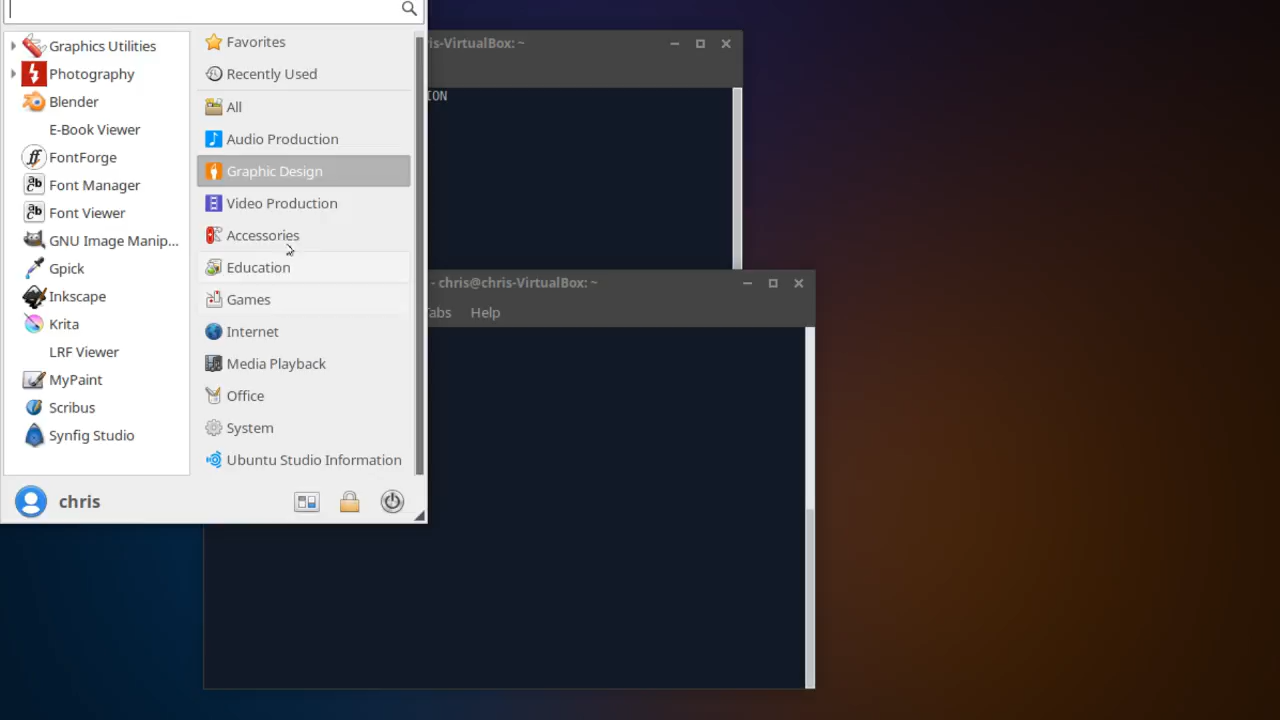 Graphics Utilities
Photography
Blender
E-Book Viewer
FontForge
Font Manager
Font Viewer
GNU Image Manip...
Gpick
Inkscape
Krita
LRF Viewer
MyPaint
Scribus
Synfig Studio
Favorites
Recently Used
All
Audio Production
Graphic Design
Video Production
Accessories
Education
Games
Internet
Media Playback
Office
System
Ubuntu Studio Information
chris
is-VirtualBox: ~
ION
- chris@chris-VirtualBox: ~
Tabs Help